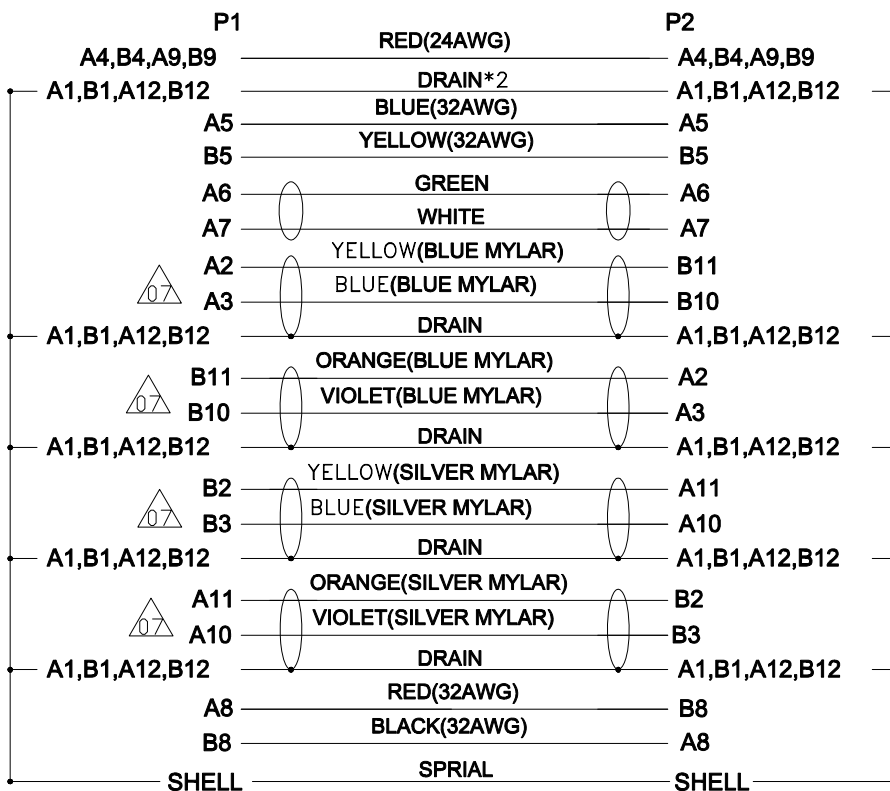 P1 P2
A4,B4,A9,B9 RED(24AWG) A4,B4,A9,B9
A1,B1,A12,B12 DRAIN*2 A1,B1,A12,B12
A5 BLUE(32AWG) A5
B5 YELLOW(32AWG) B5
A6 GREEN A6
A7 WHITE A7
A2 YELLOW(BLUE MYLAR) B11
07 A3 BLUE(BLUE MYLAR) B10
A1,B1,A12,B12 DRAIN A1,B1,A12,B12
B11 ORANGE(BLUE MYLAR) A2
07 B10 VIOLET(BLUE MYLAR) A3
A1,B1,A12,B12 DRAIN A1,B1,A12,B12
B2 YELLOW(SILVER MYLAR) A11
07 B3 BLUE(SILVER MYLAR) A10
A1,B1,A12,B12 DRAIN A1,B1,A12,B12
A11 ORANGE(SILVER MYLAR) B2
07 A10 VIOLET(SILVER MYLAR) B3
A1,B1,A12,B12 DRAIN A1,B1,A12,B12
A8 RED(32AWG) B8
B8 BLACK(32AWG) A8
SHELL SPRIAL SHELL